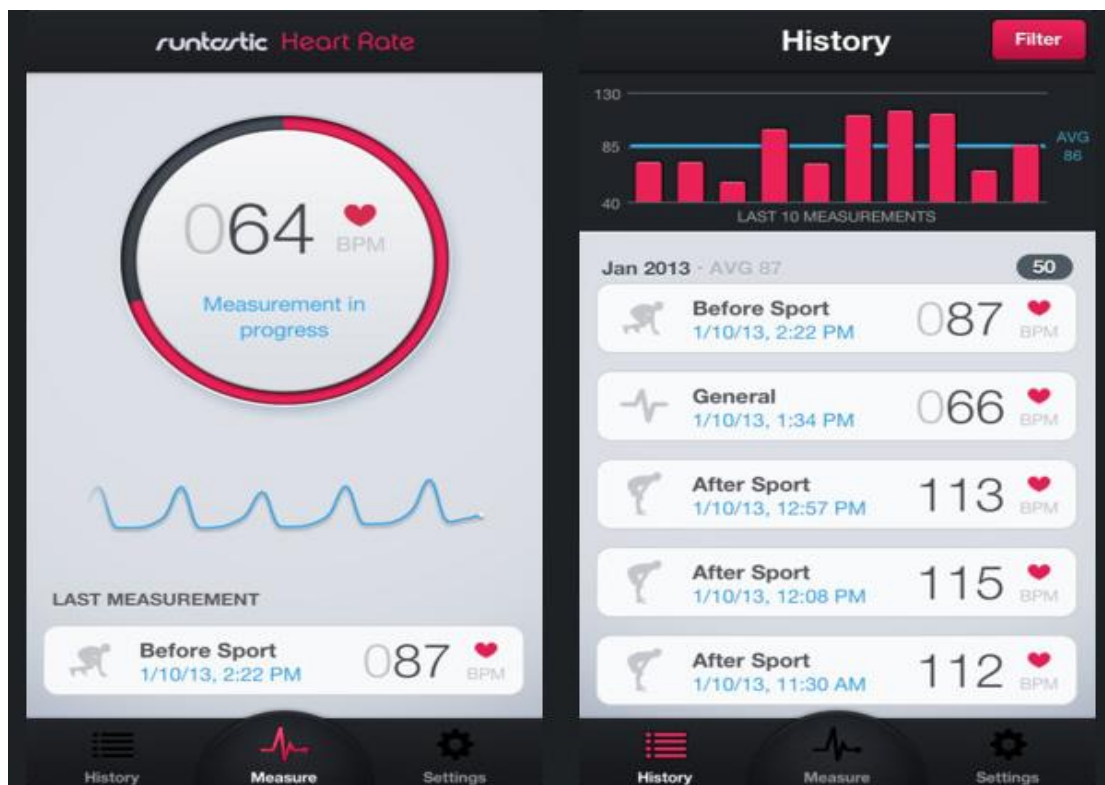 runtastic Heart Rate
064
BPM
Measurement in
progress
LAST MEASUREMENT
Before Sport
1/10/13, 2:22 PM
087
BPM
History
Measure
Settings
History
Filter
130
85
40
AVG
86
LAST 10 MEASUREMENTS
Jan 2013 · AVG 87
50
Before Sport
1/10/13, 2:22 PM
087
BPM
General
1/10/13, 1:34 PM
066
BPM
After Sport
1/10/13, 12:57 PM
113
BPM
After Sport
1/10/13, 12:08 PM
115
BPM
After Sport
1/10/13, 11:30 AM
112
BPM
History
Measure
Settings